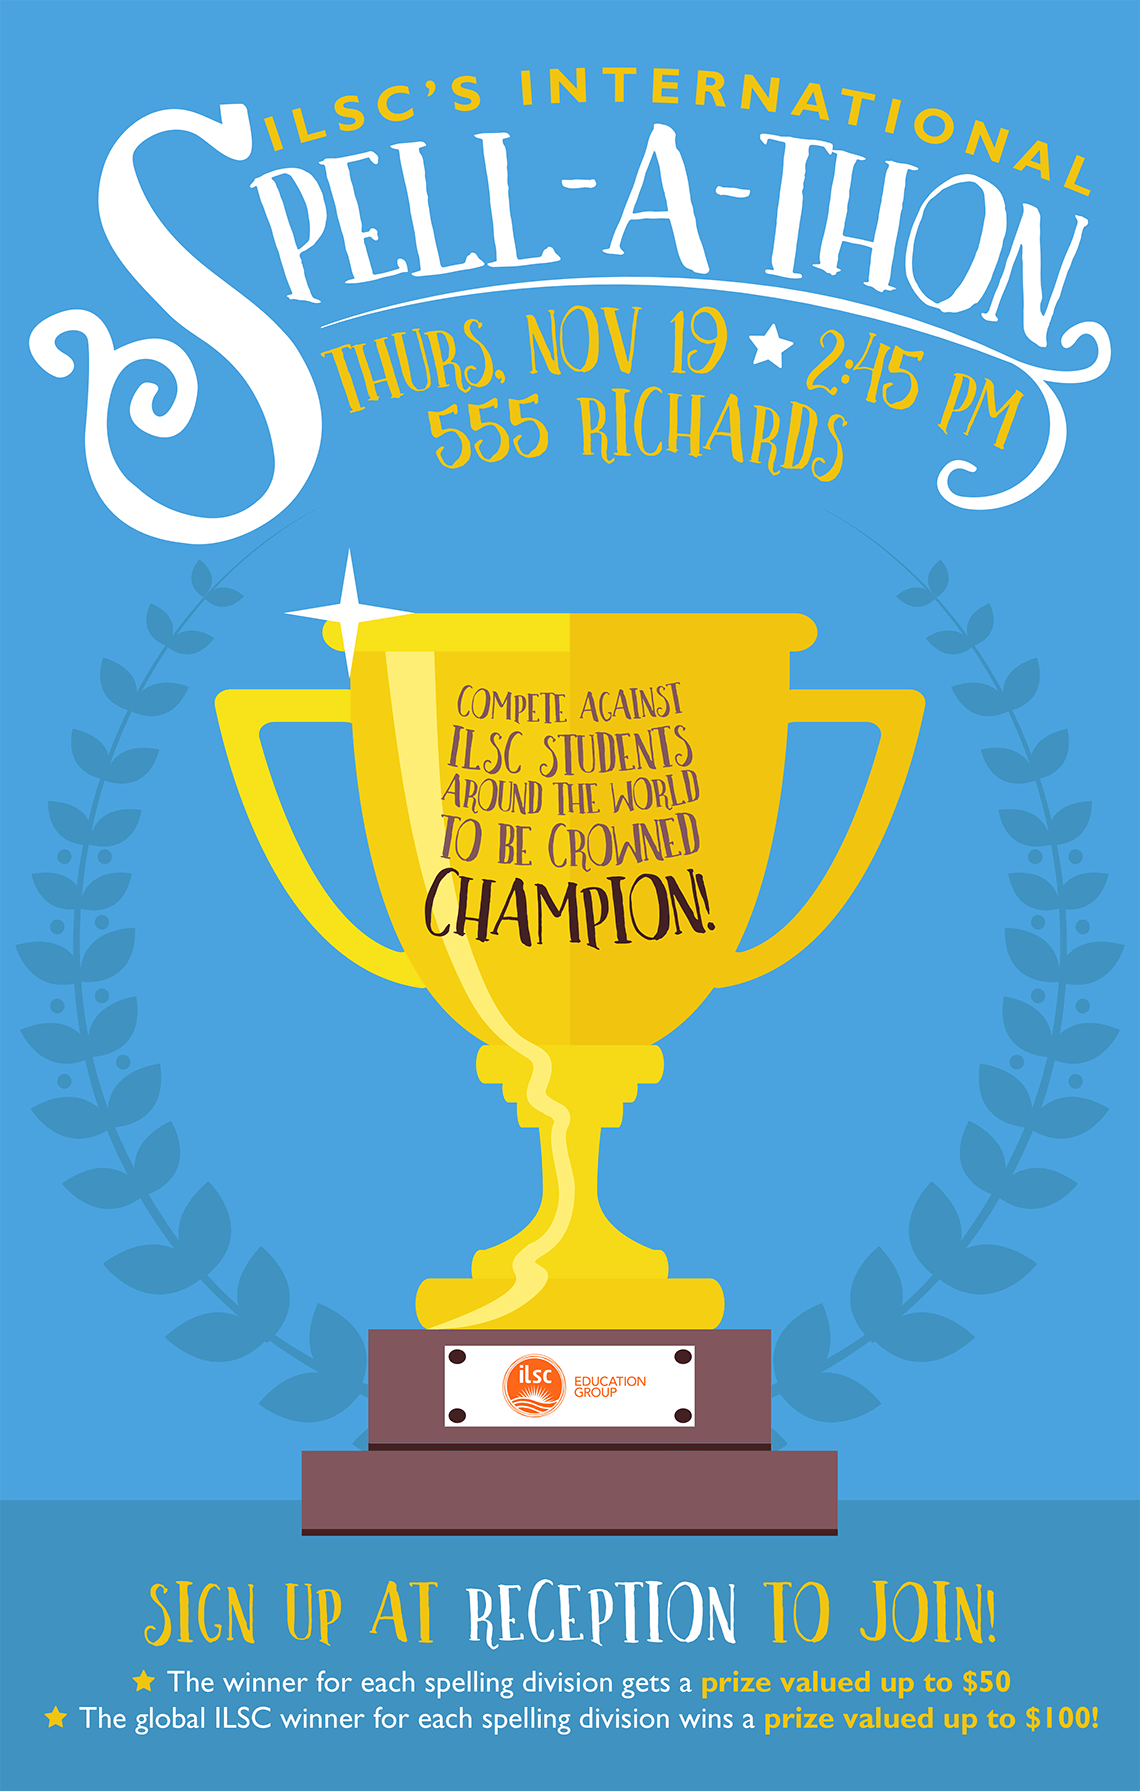 ILSC'S INTERNATIONAL
SPELL-A-THON
THURS, NOV 19 ★ 2:45 PM
555 RICHARDS
COMPETE AGAINST
ILSC STUDENTS
AROUND THE WORLD
TO BE CROWNED
CHAMPION!
ilsc
EDUCATION
GROUP
SIGN UP AT RECEPTION TO JOIN!
★ The winner for each spelling division gets a prize valued up to $50
★ The global ILSC winner for each spelling division wins a prize valued up to $100!